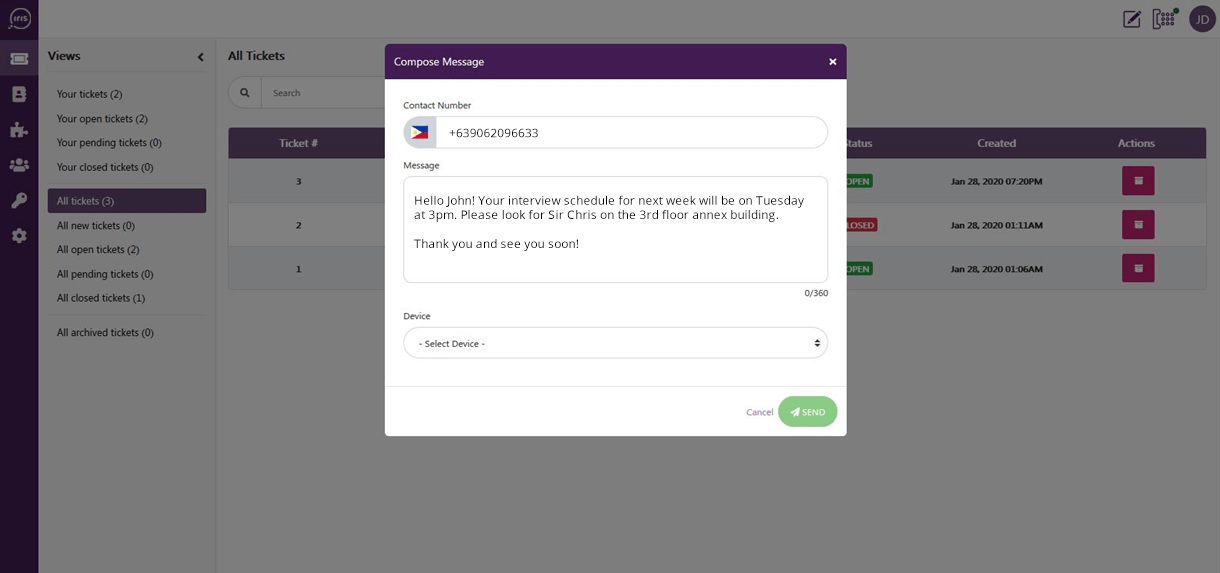 iris
JD
Views
Your tickets (2)
Your open tickets (2)
Your pending tickets (0)
Your closed tickets (0)
All tickets (3)
All new tickets (0)
All open tickets (2)
All pending tickets (0)
All closed tickets (1)
All archived tickets (0)
All Tickets
Search
Ticket # Status Created Actions
3 OPEN Jan 28, 2020 07:20PM
2 LOSED Jan 28, 2020 01:11AM
1 OPEN Jan 28, 2020 01:06AM
Compose Message ×
Contact Number
+639062096633
Message
Hello John! Your interview schedule for next week will be on Tuesday
at 3pm. Please look for Sir Chris on the 3rd floor annex building.
Thank you and see you soon!
0/360
Device
- Select Device -
Cancel SEND